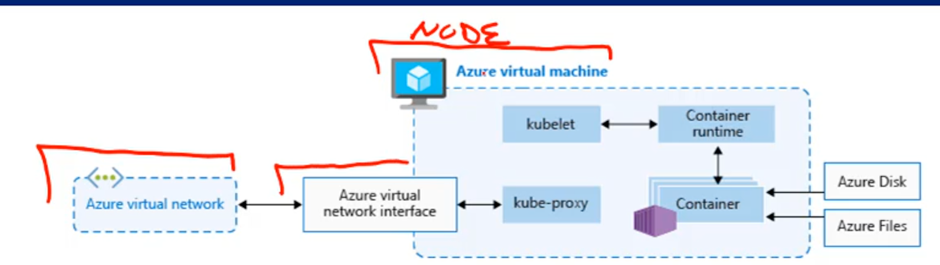 NODE
Azure virtual machine
kubelet
Container
runtime
Azure virtual network
Azure virtual
network interface
kube-proxy
Container
Azure Disk
Azure Files